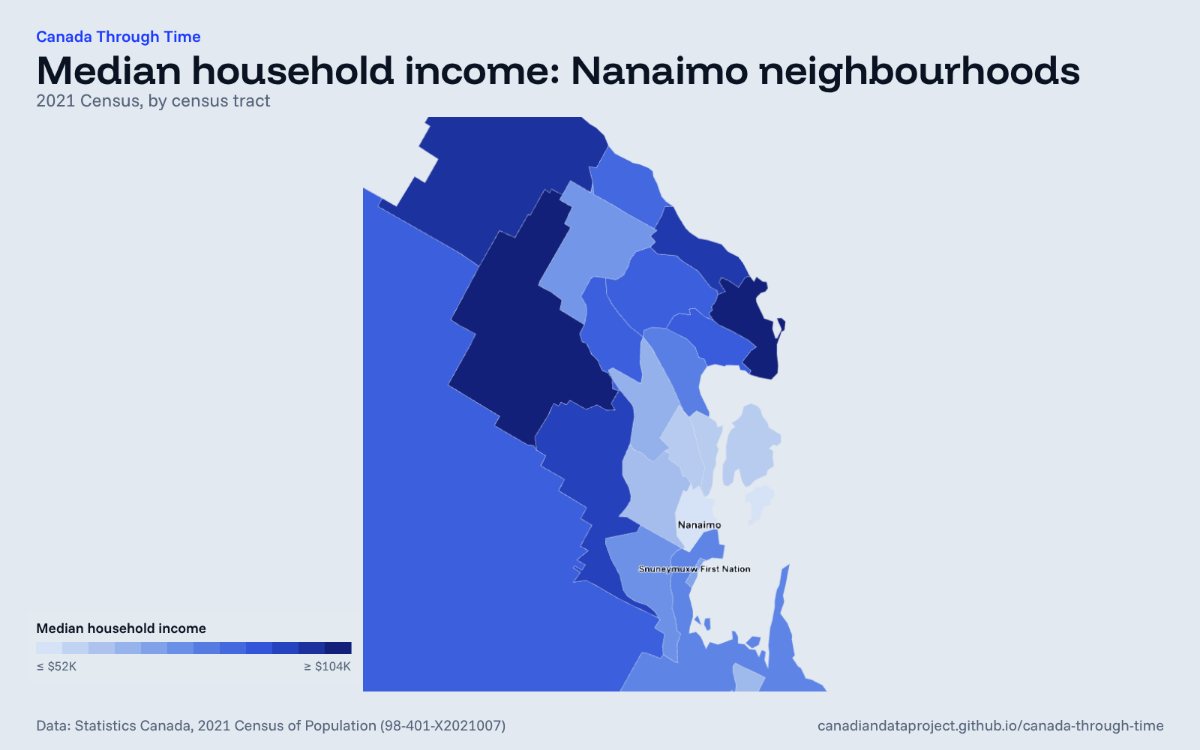 Canada Through Time
Median household income: Nanaimo neighbourhoods
2021 Census, by census tract
Nanaimo
Snuneymuxw First Nation
Median household income
≤ $52K
≥ $104K
Data: Statistics Canada, 2021 Census of Population (98-401-X2021007)
canadiandataproject.github.io/canada-through-time